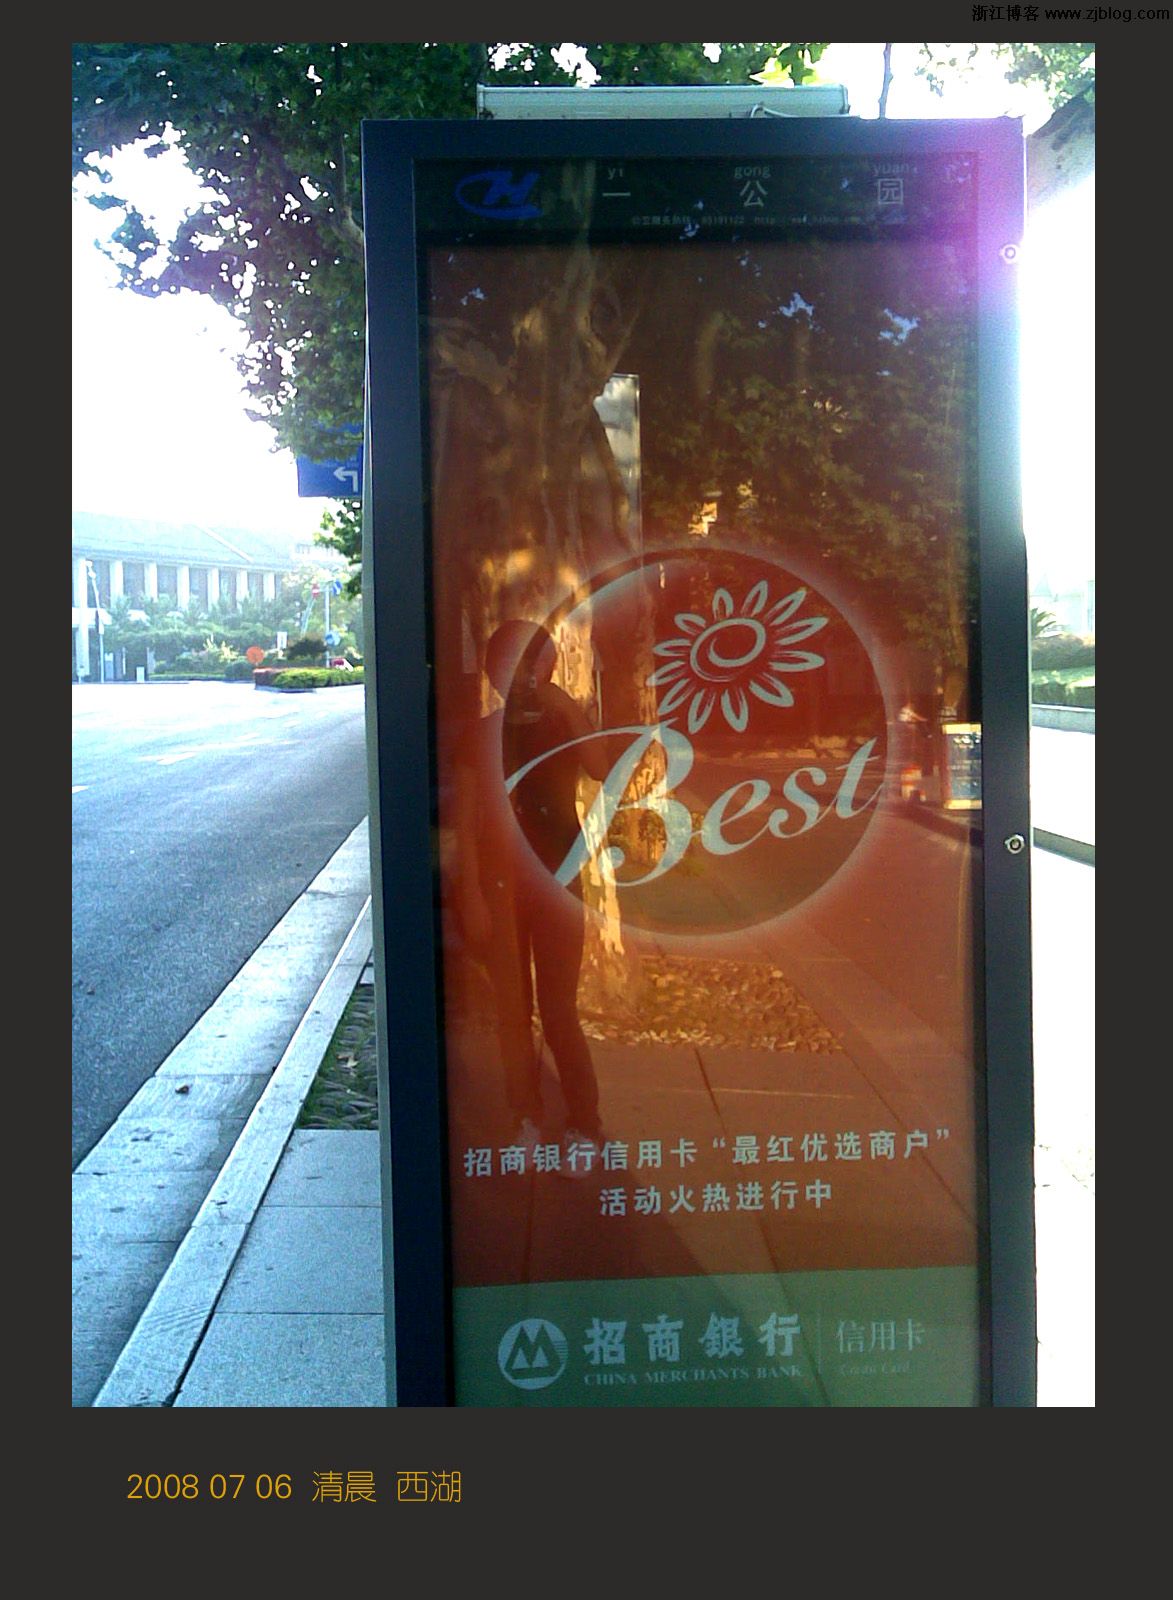 浙江博客 www.zjblog.com
yi gong yuan
一 公 园
Best
招商银行信用卡“最红优选商户”
活动火热进行中
招商银行 信用卡
CHINA MERCHANTS BANK Credit Card
2008 07 06 清晨 西湖